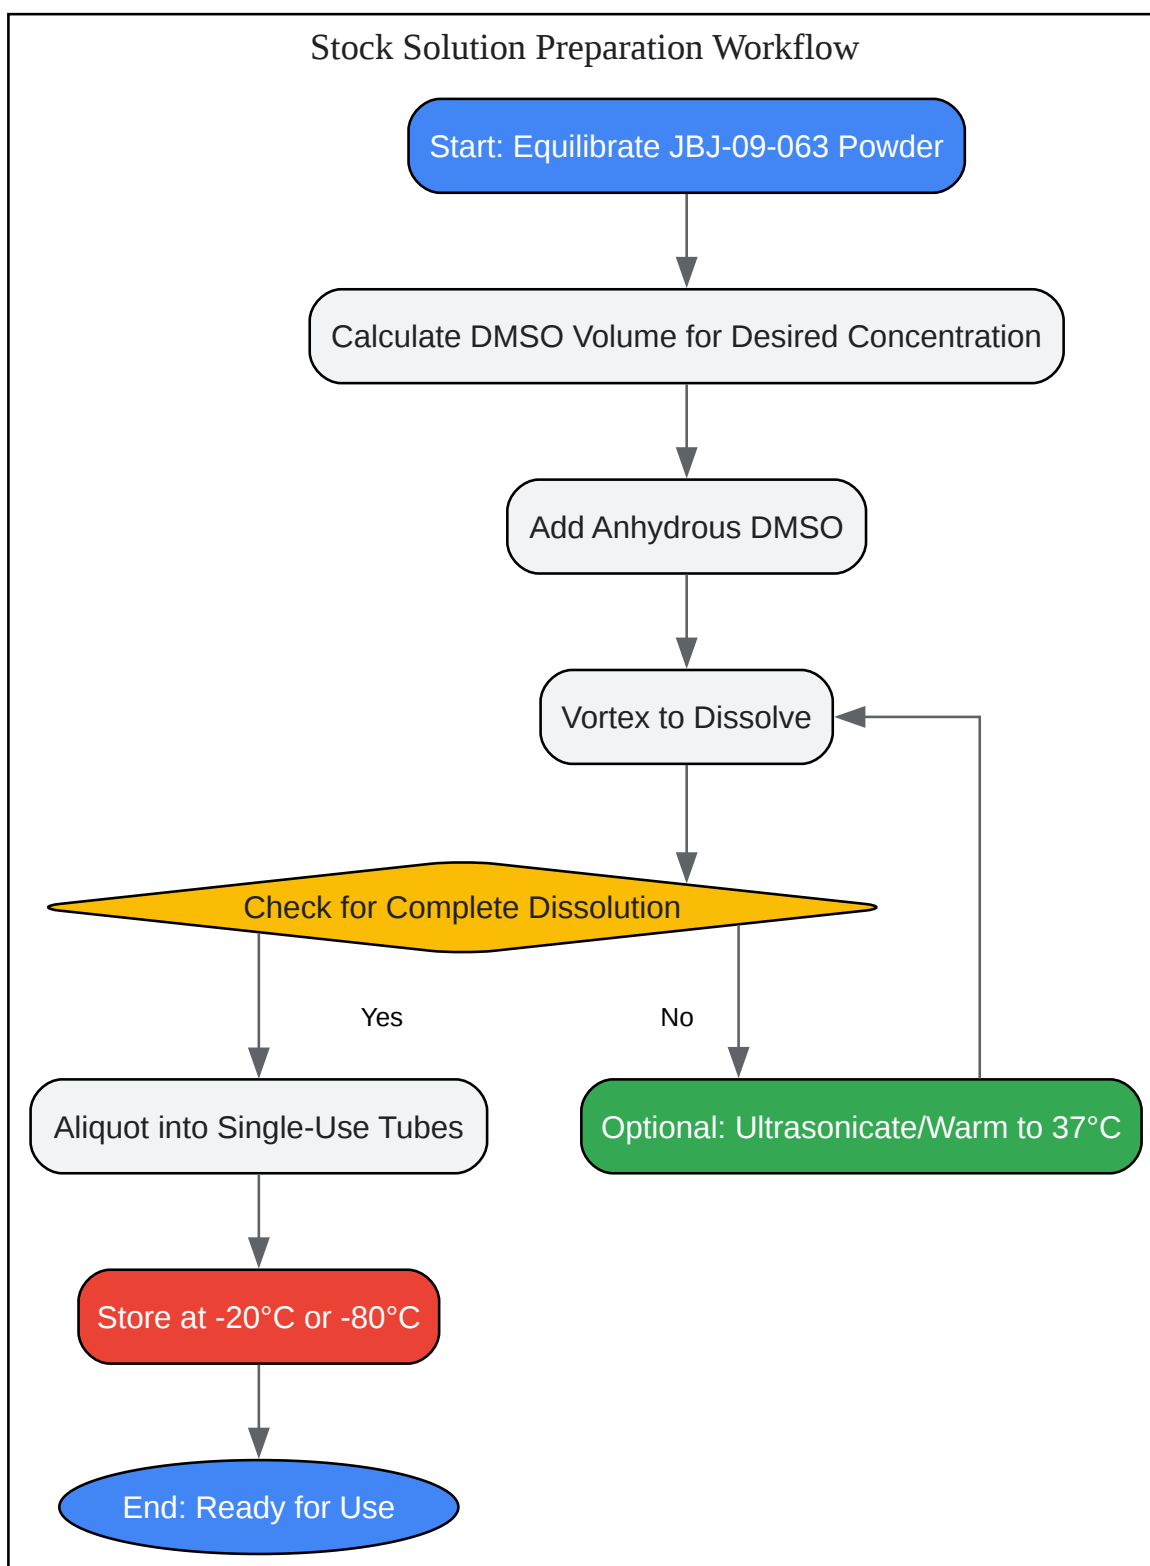 Stock Solution Preparation Workflow
Start: Equilibrate JBJ-09-063 Powder
Calculate DMSO Volume for Desired Concentration
Add Anhydrous DMSO
Vortex to Dissolve
Check for Complete Dissolution
Yes
No
Aliquot into Single-Use Tubes
Optional: Ultrasonicate/Warm to 37°C
Store at -20°C or -80°C
End: Ready for Use